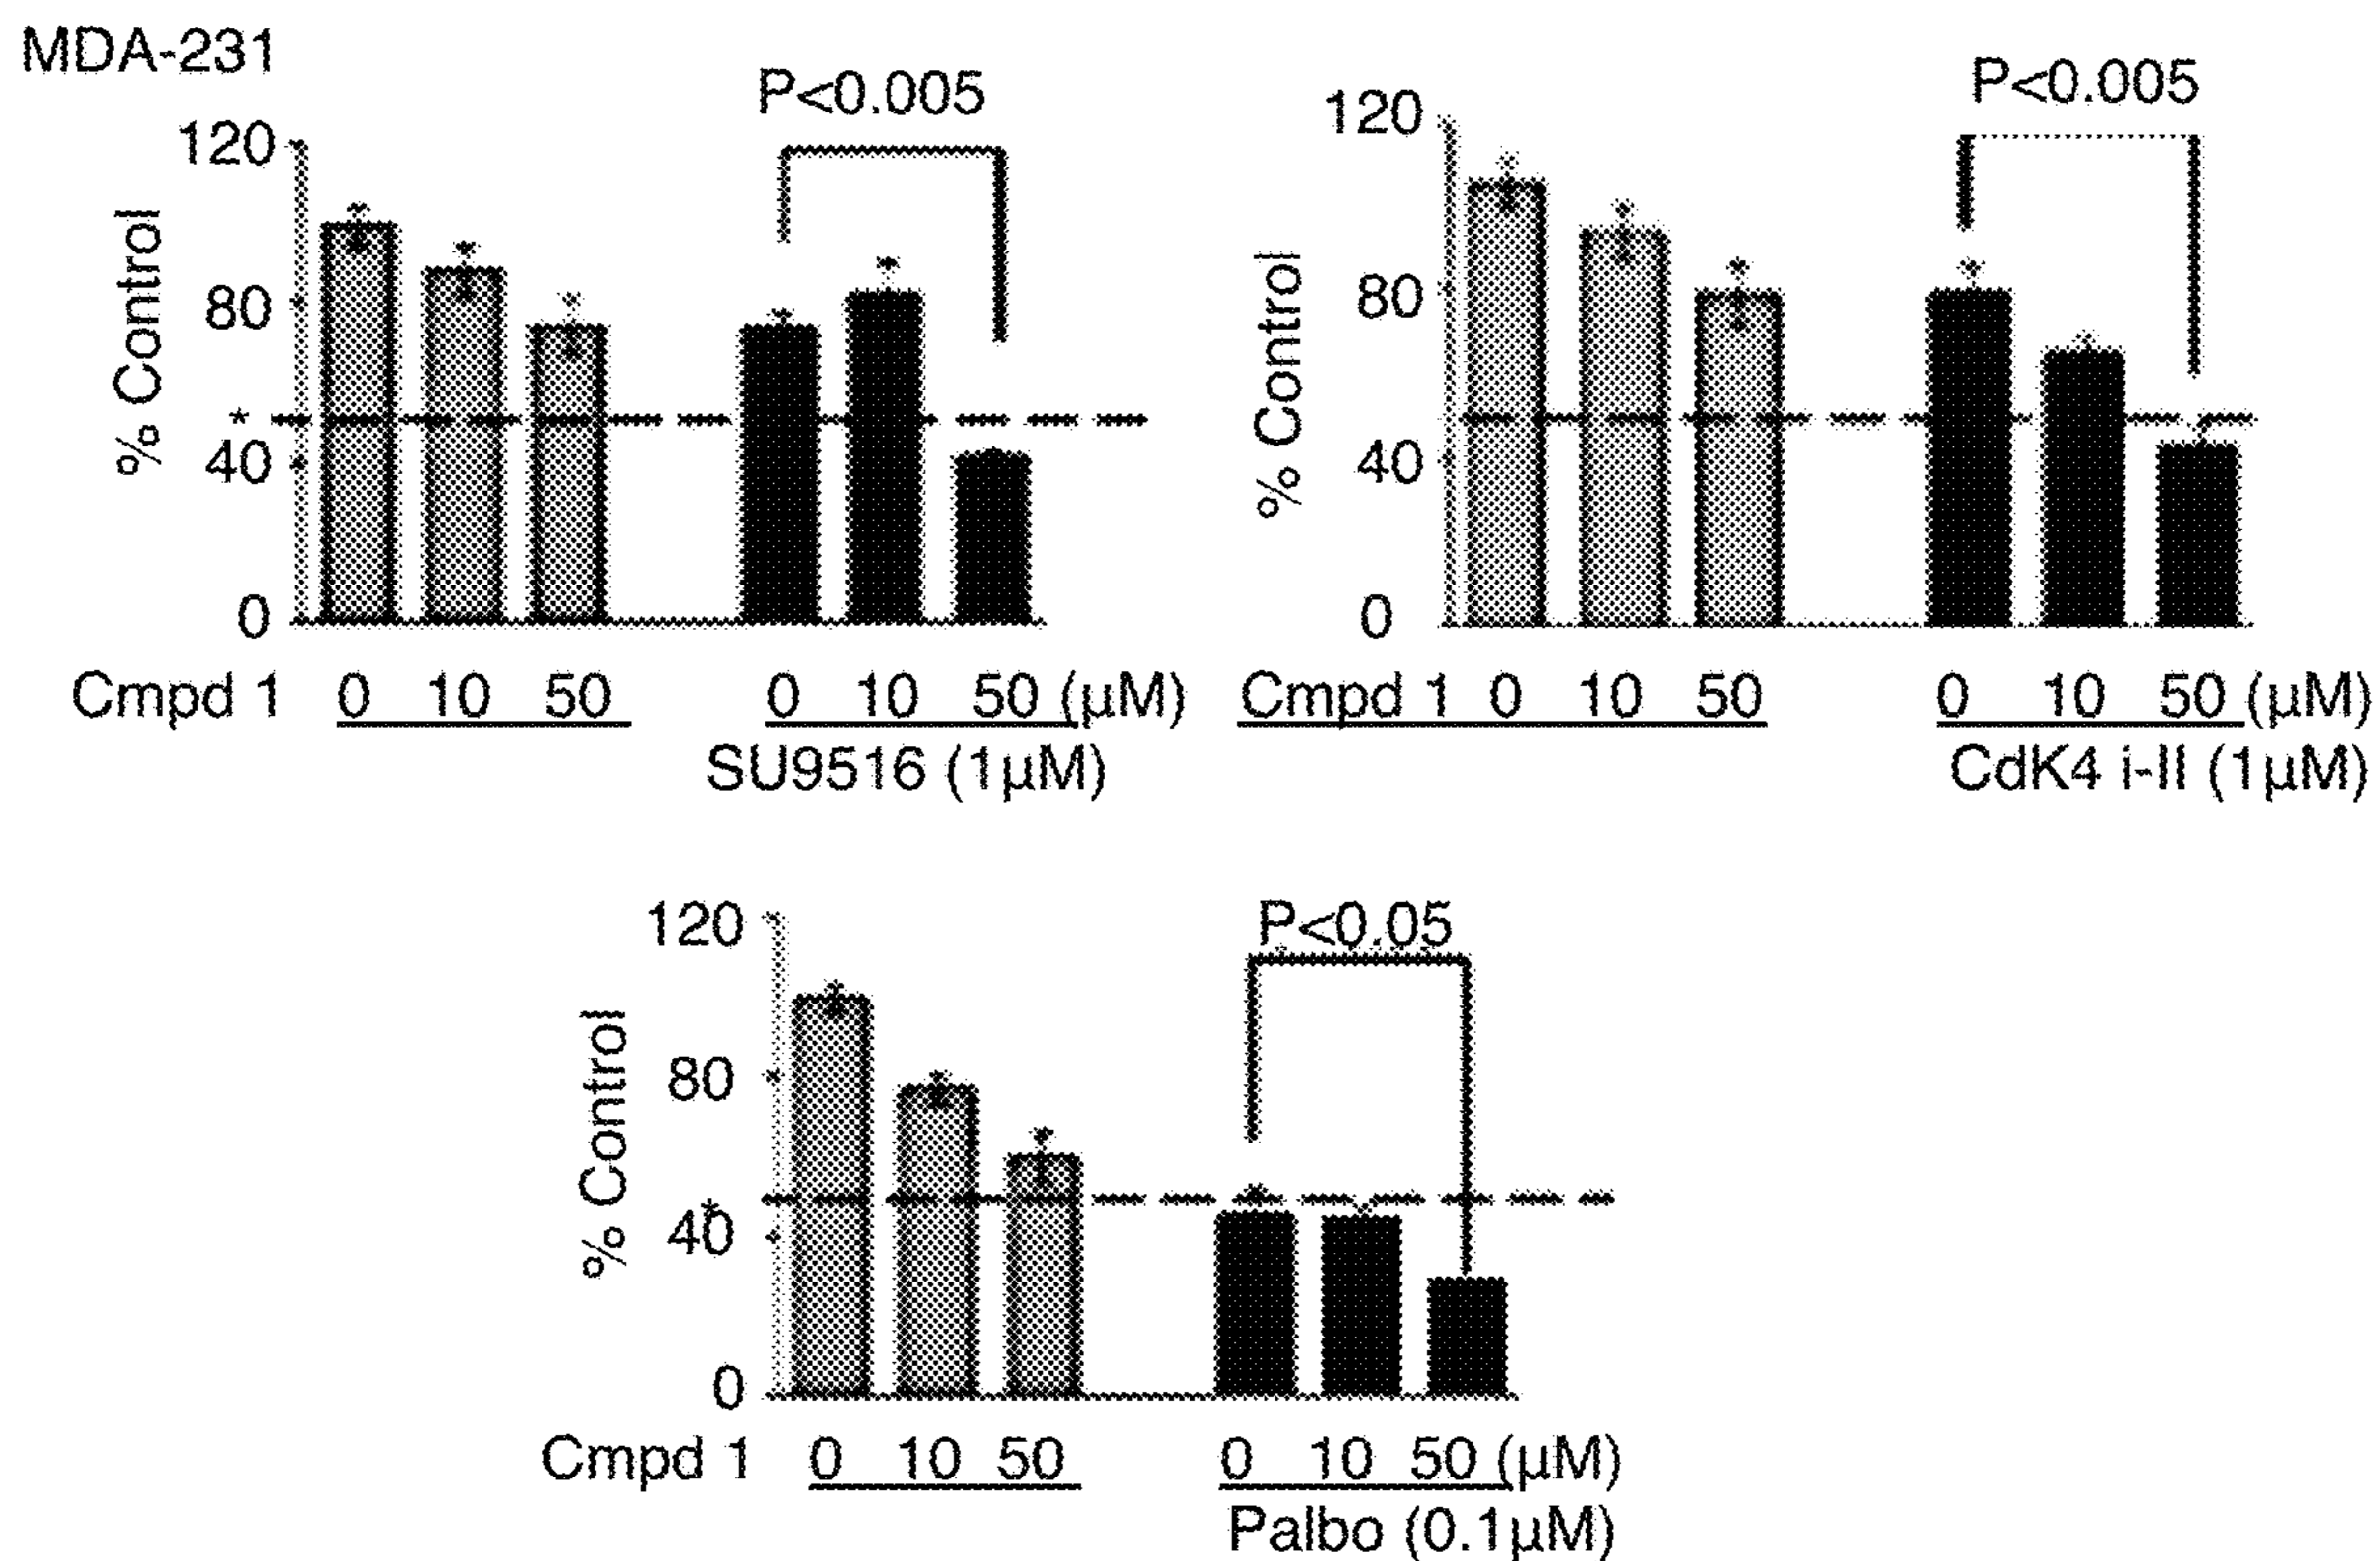 MDA-231
P<0.005
120
80
40
0
% Control
*
Cmpd 1 0 10 50 0 10 50 (µM)
SU9516 (1µM)
P<0.005
120
80
40
0
% Control
Cmpd 1 0 10 50 0 10 50 (µM)
CdK4 i-II (1µM)
P<0.05
120
80
40
0
% Control
*
Cmpd 1 0 10 50 0 10 50 (µM)
Palbo (0.1µM)